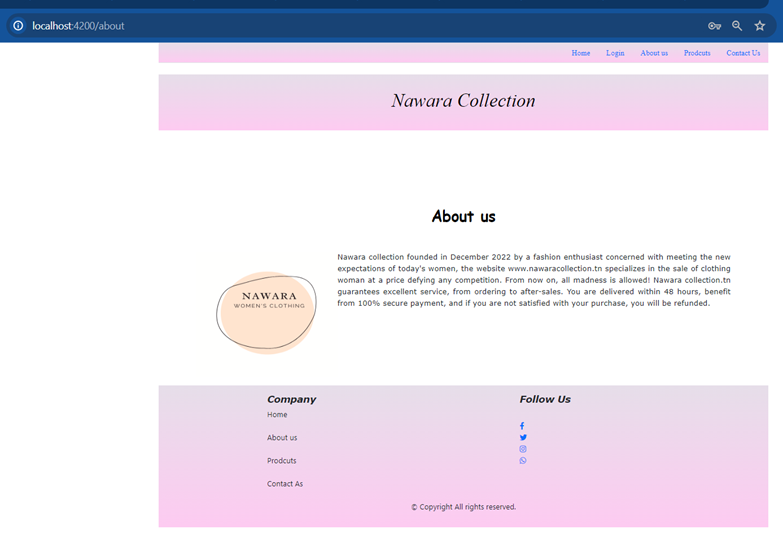 localhost:4200/about
Home Login About us Prodcuts Contact Us
Nawara Collection
About us
Nawara collection founded in December 2022 by a fashion enthusiast concerned with meeting the new
expectations of today's women, the website www.nawaracollection.tn specializes in the sale of clothing
woman at a price defying any competition. From now on, all madness is allowed! Nawara collection.tn
guarantees excellent service, from ordering to after-sales. You are delivered within 48 hours, benefit
from 100% secure payment, and if you are not satisfied with your purchase, you will be refunded.
NAWARA
WOMEN'S CLOTHING
Company
Home
About us
Prodcuts
Contact As
Follow Us
© Copyright All rights reserved.